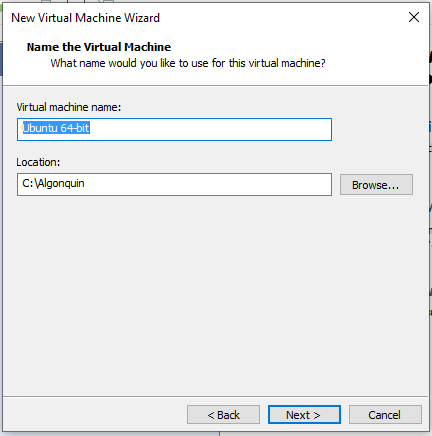 New Virtual Machine Wizard
Name the Virtual Machine
What name would you like to use for this virtual machine?
Virtual machine name:
Ubuntu 64-bit
Location:
C:\Algonquin
Browse...
< Back
Next >
Cancel